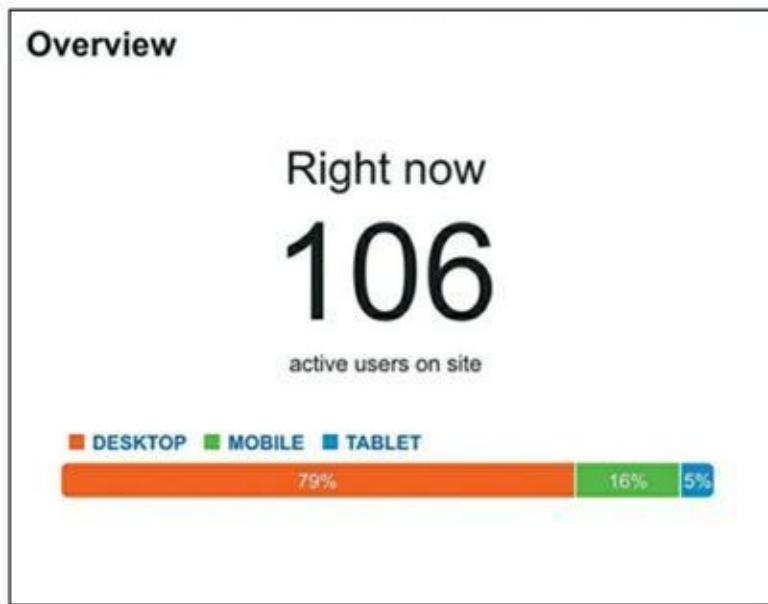 Overview
Right now
106
active users on site
DESKTOP MOBILE TABLET
79% 16% 5%